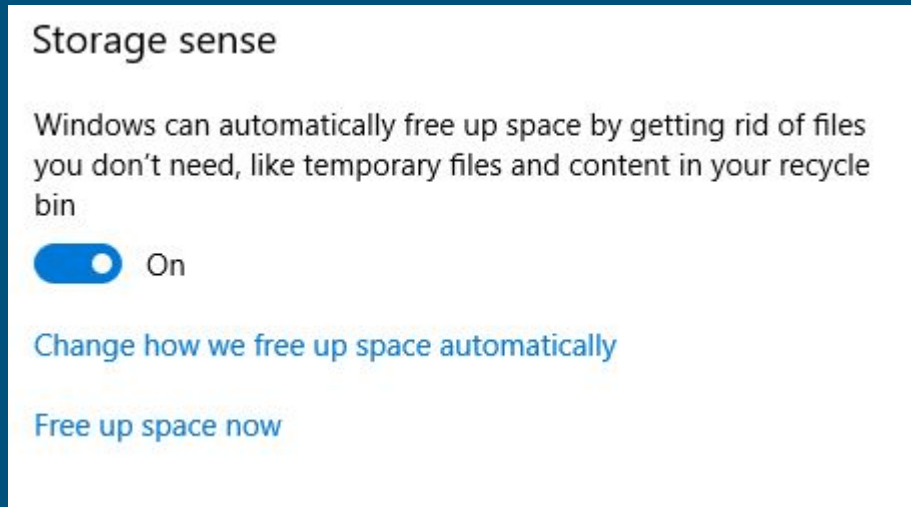 Storage sense
Windows can automatically free up space by getting rid of files
you don’t need, like temporary files and content in your recycle
bin
On
Change how we free up space automatically
Free up space now